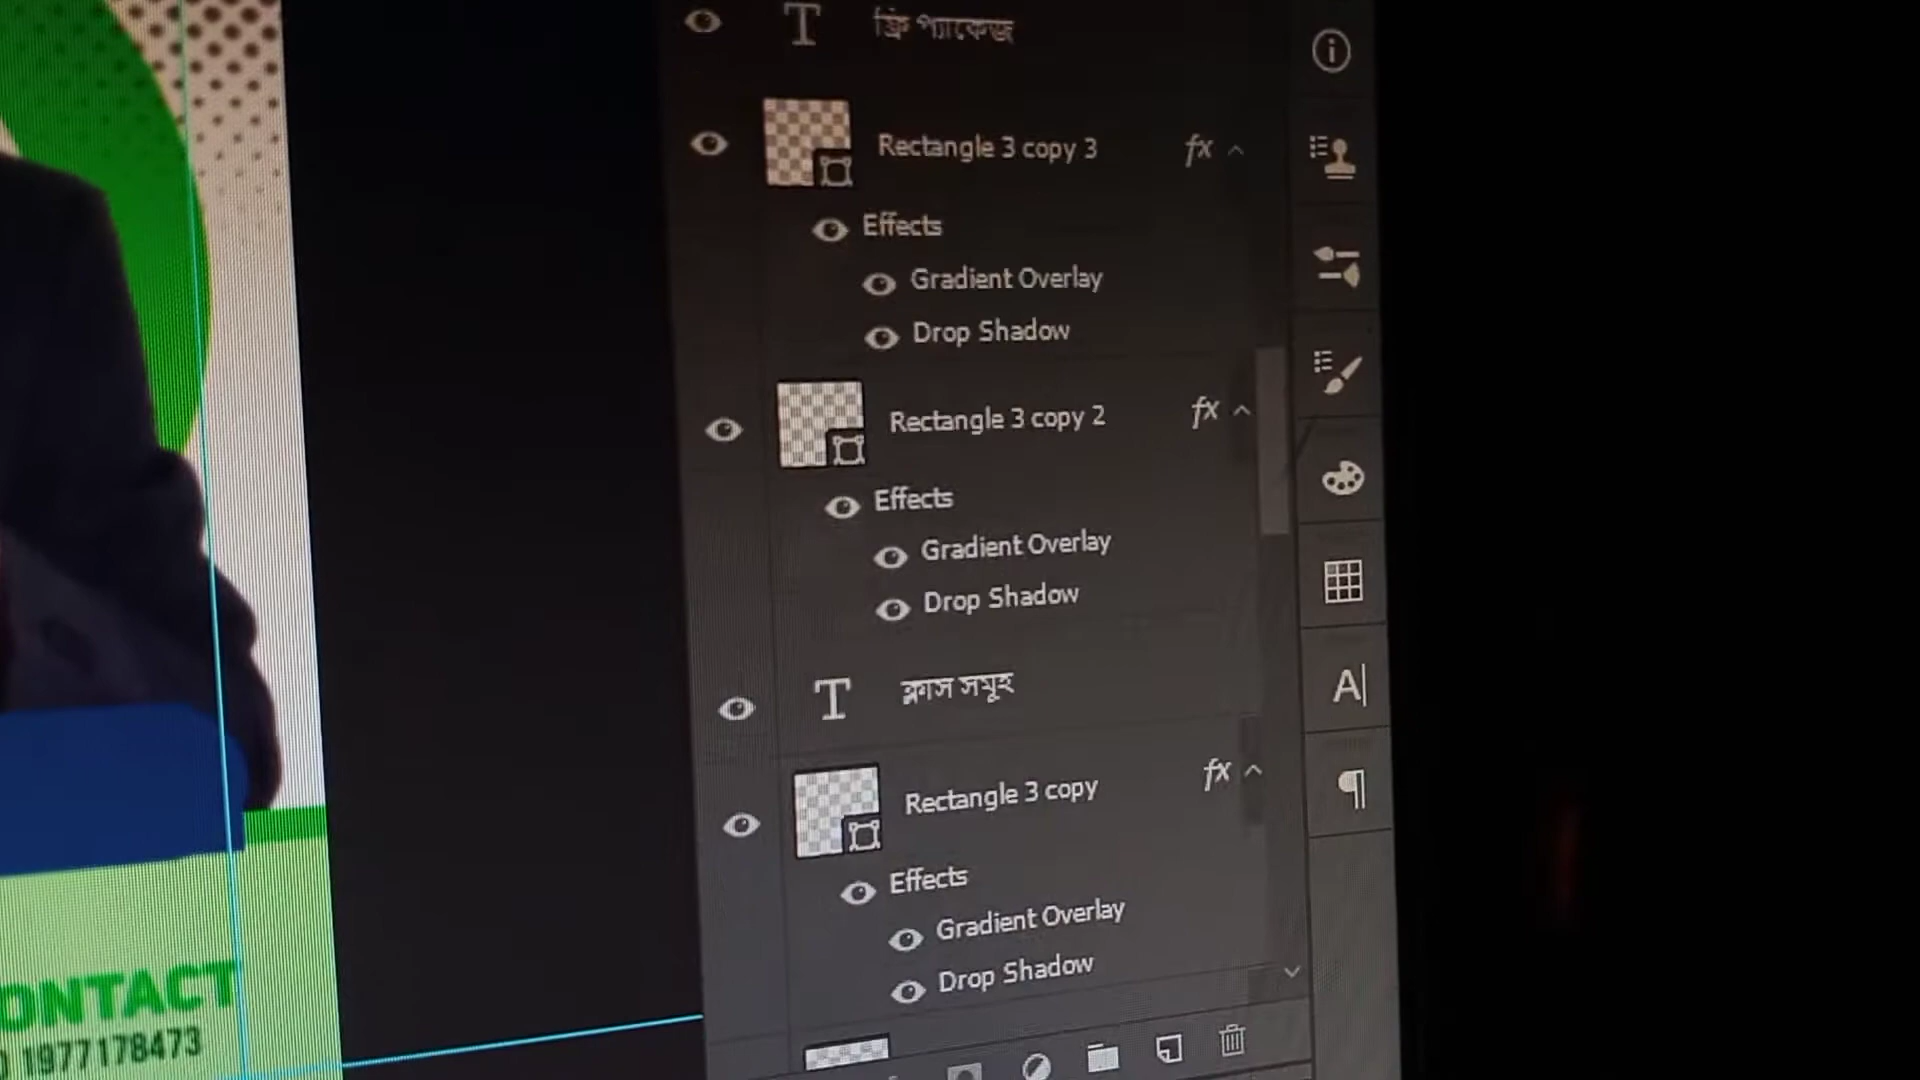 ফ্রি প্যাকেজ
Rectangle 3 copy 3 fx
Effects
Gradient Overlay
Drop Shadow
Rectangle 3 copy 2 fx
Effects
Gradient Overlay
Drop Shadow
ক্লাস সমূহ
Rectangle 3 copy fx
Effects
Gradient Overlay
Drop Shadow
ONTACT
1977178473